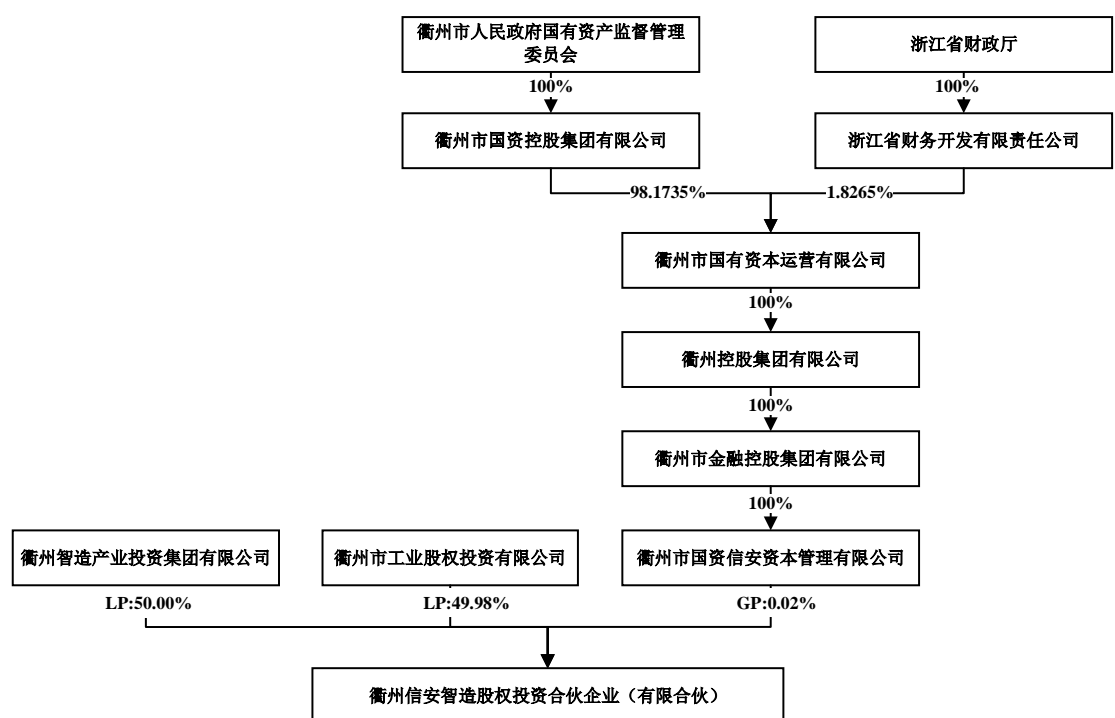 衢州市人民政府国有资产监督管理
委员会
浙江省财政厅
100%
100%
衢州市国资控股集团有限公司
浙江省财务开发有限责任公司
98.1735%
1.8265%
衢州市国有资本运营有限公司
100%
衢州控股集团有限公司
100%
衢州市金融控股集团有限公司
100%
衢州智造产业投资集团有限公司
衢州市工业股权投资有限公司
衢州市国资信安资本管理有限公司
LP:50.00%
LP:49.98%
GP:0.02%
衢州信安智造股权投资合伙企业（有限合伙）